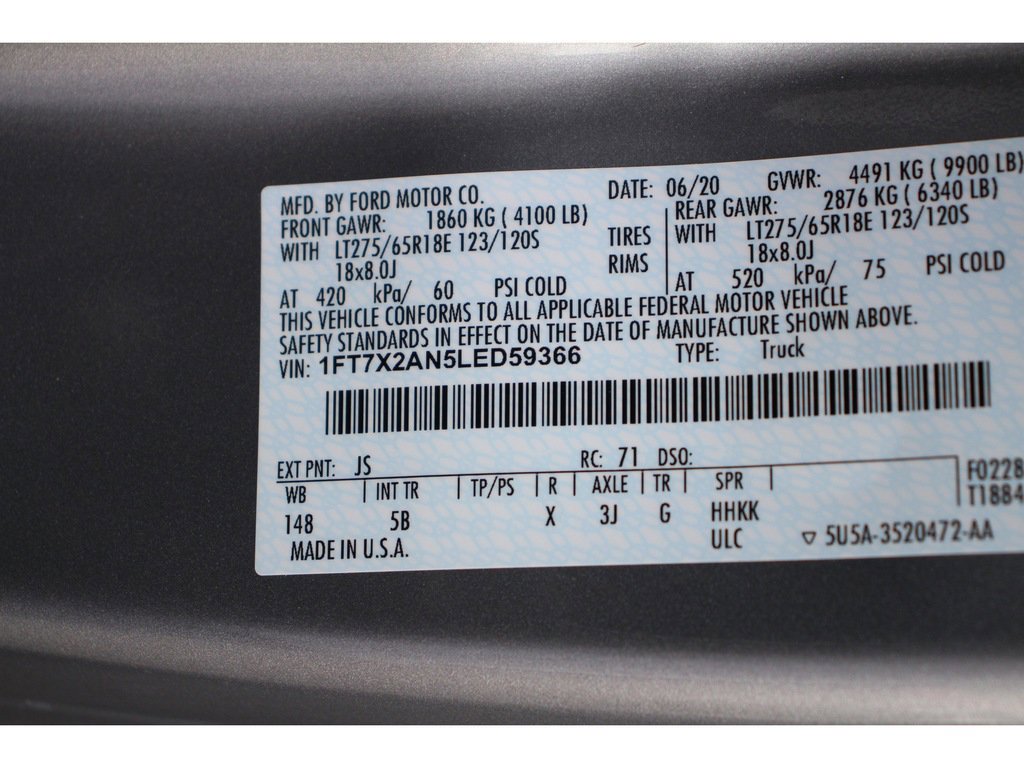 MFD. BY FORD MOTOR CO. DATE: 06/20 GVWR: 4491 KG ( 9900 LB)
FRONT GAWR: 1860 KG ( 4100 LB) REAR GAWR: 2876 KG ( 6340 LB)
WITH LT275/65R18E 123/120S TIRES WITH LT275/65R18E 123/120S
18x8.0J RIMS 18x8.0J
AT 420 kPa/ 60 PSI COLD AT 520 kPa/ 75 PSI COLD
THIS VEHICLE CONFORMS TO ALL APPLICABLE FEDERAL MOTOR VEHICLE
SAFETY STANDARDS IN EFFECT ON THE DATE OF MANUFACTURE SHOWN ABOVE.
VIN: 1FT7X2AN5LED59366 TYPE: Truck
EXT PNT: JS RC: 71 DSO:
WB INT TR TP/PS R AXLE TR SPR F0228
T1884
148 5B X 3J G HHKK
ULC ▽ 5U5A-3520472-AA
MADE IN U.S.A.